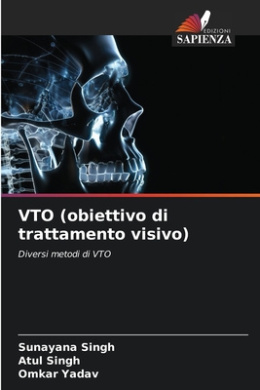 EDIZIONI
SAPIENZA
VTO (obiettivo di
trattamento visivo)
Diversi metodi di VTO
Sunayana Singh
Atul Singh
Omkar Yadav